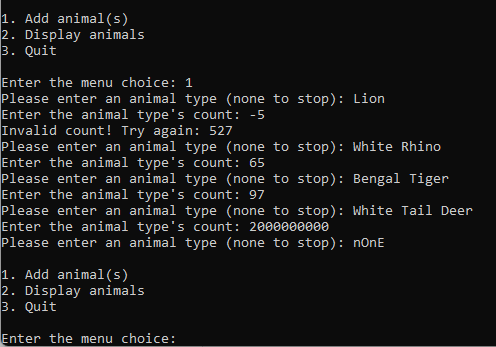 1. Add animal(s)
2. Display animals
3. Quit
Enter the menu choice: 1
Please enter an animal type (none to stop): Lion
Enter the animal type's count: -5
Invalid count! Try again: 527
Please enter an animal type (none to stop): White Rhino
Enter the animal type's count: 65
Please enter an animal type (none to stop): Bengal Tiger
Enter the animal type's count: 97
Please enter an animal type (none to stop): White Tail Deer
Enter the animal type's count: 2000000000
Please enter an animal type (none to stop): nOnE
1. Add animal(s)
2. Display animals
3. Quit
Enter the menu choice: